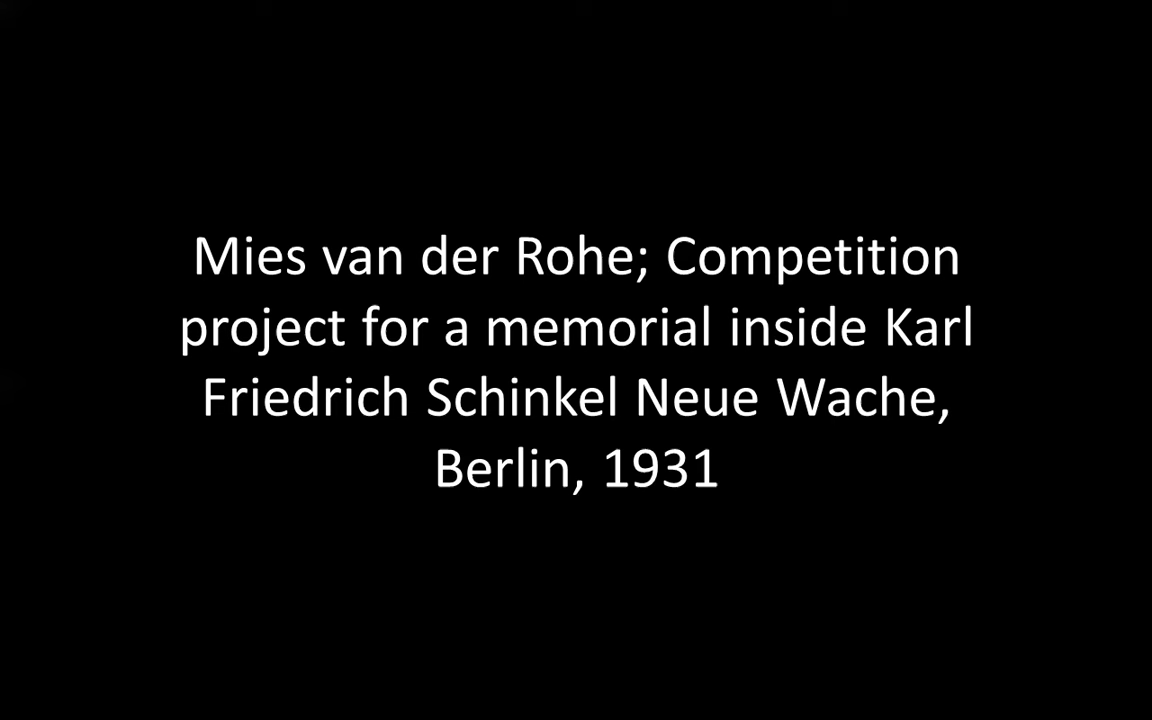 Mies van der Rohe; Competition
project for a memorial inside Karl
Friedrich Schinkel Neue Wache,
Berlin, 1931